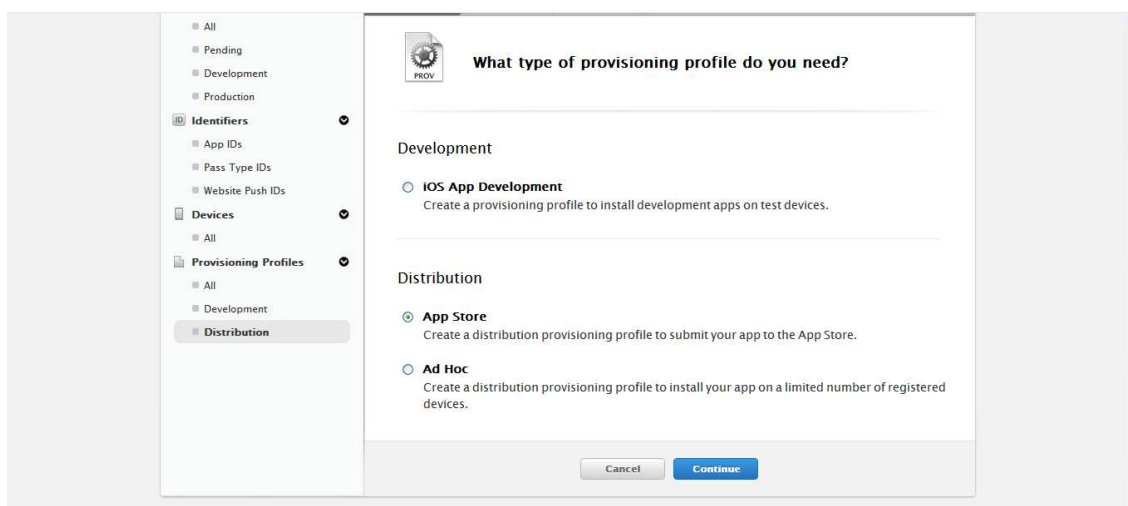 All
Pending
Development
Production
ID Identifiers
App IDs
Pass Type IDs
Website Push IDs
Devices
All
Provisioning Profiles
All
Development
Distribution
PROV
What type of provisioning profile do you need?
Development
iOS App Development
Create a provisioning profile to install development apps on test devices.
Distribution
App Store
Create a distribution provisioning profile to submit your app to the App Store.
Ad Hoc
Create a distribution provisioning profile to install your app on a limited number of registered
devices.
Cancel
Continue